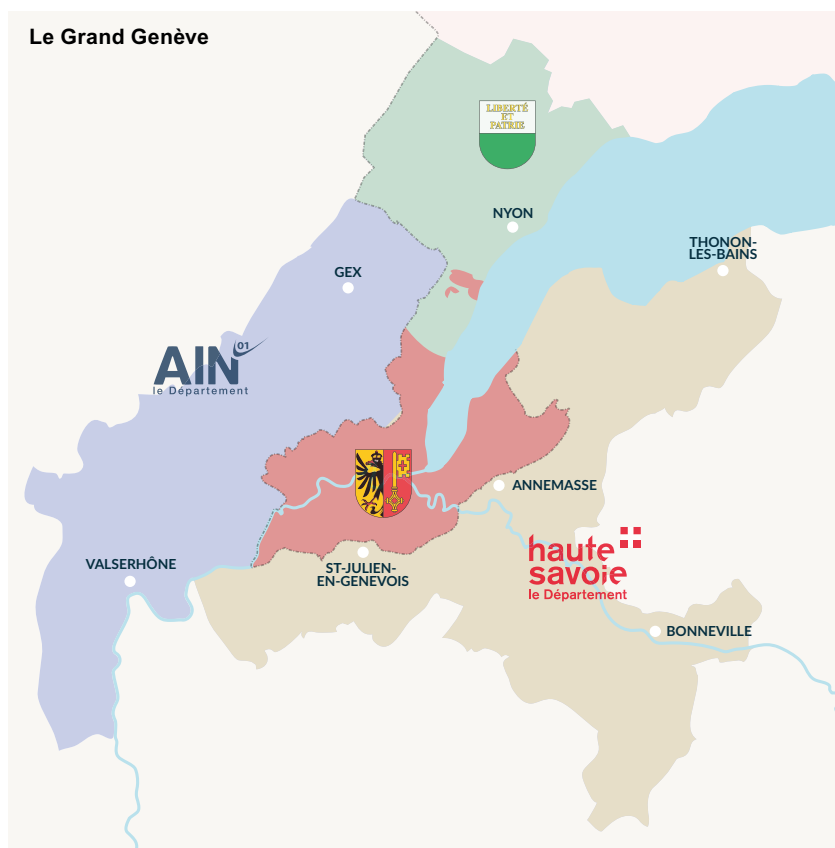 Le Grand Genève
LIBERTÉ
ET
PATRIE
NYON
THONON-
LES-BAINS
GEX
01
AIN
le Département
ANNEMASSE
haute
savoie
le Département
VALSERHÔNE
ST-JULIEN-
EN-GENEVOIS
BONNEVILLE